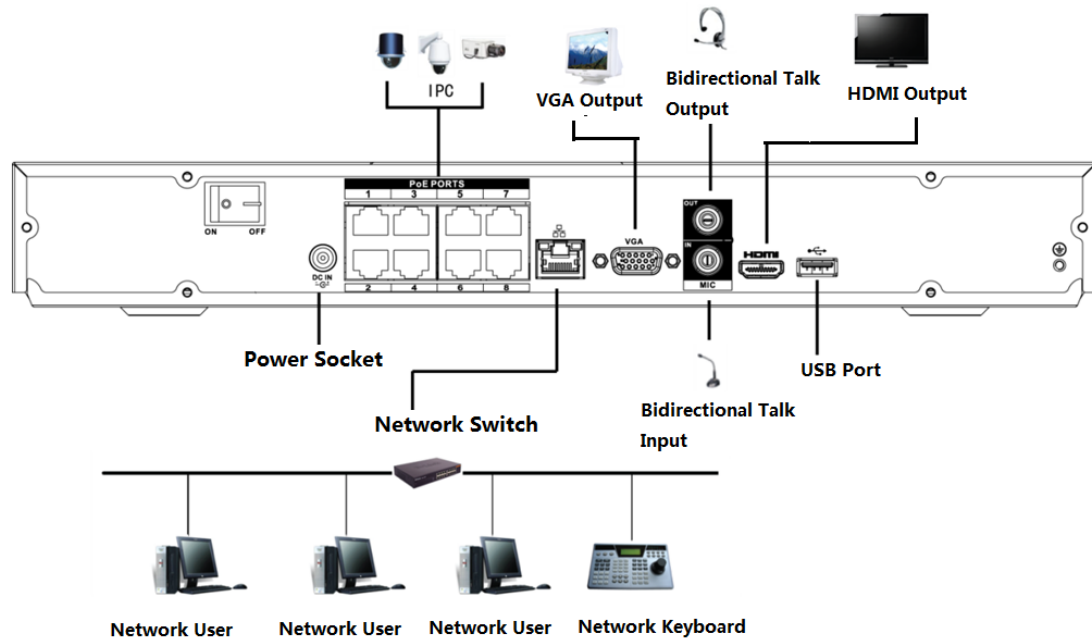 IPC
VGA Output
Bidirectional Talk
Output
HDMI Output
ON OFF
DC IN
PoE PORTS
1 3 5 7
2 4 6 8
VGA
OUT
IN
MIC
HDMI
Power Socket
Network Switch
Bidirectional Talk
Input
USB Port
Network User
Network User
Network User
Network Keyboard